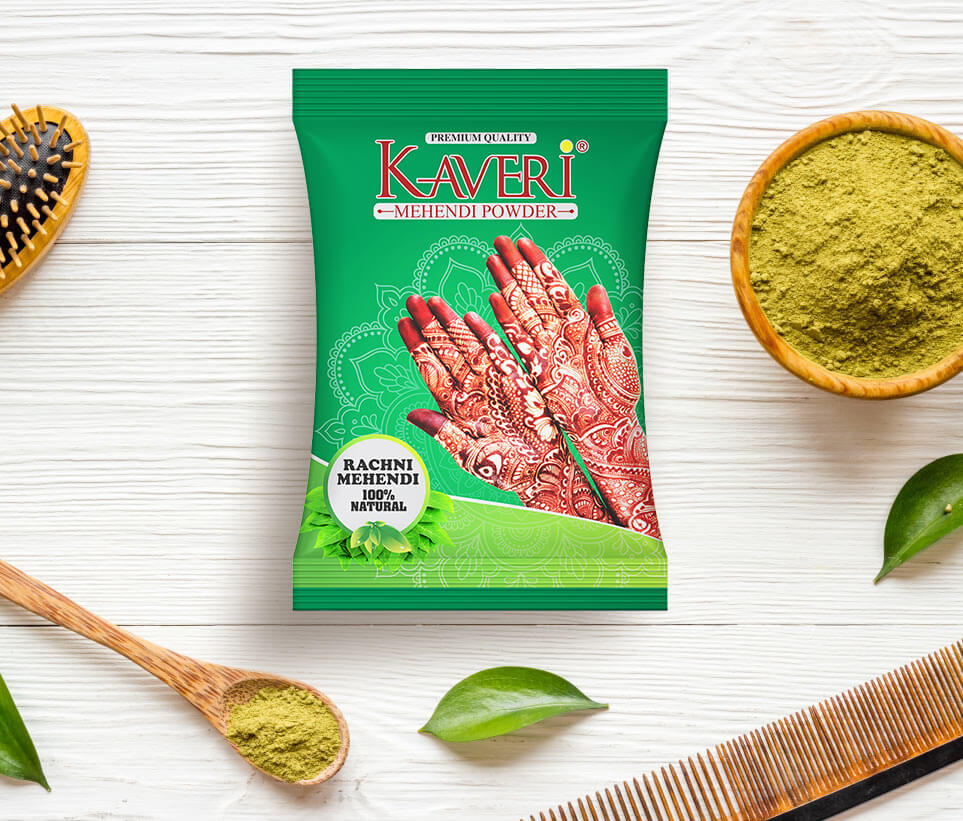 PREMIUM QUALITY
KAVERi®
MEHENDI POWDER
RACHNI
MEHENDI
100%
NATURAL